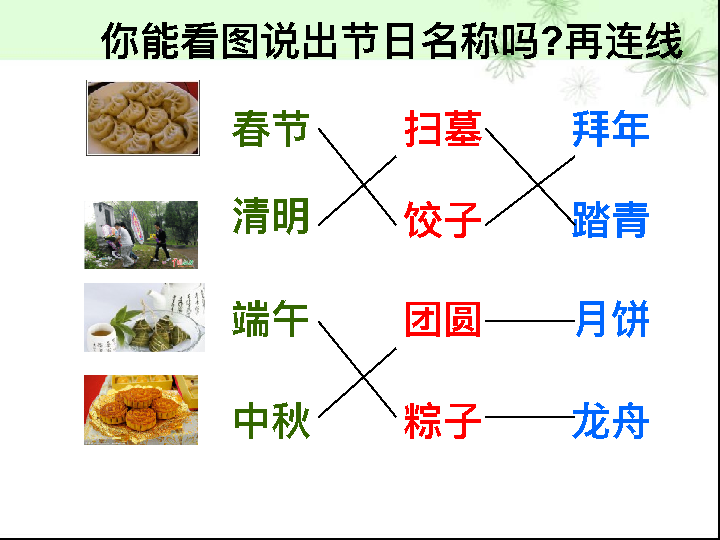 你能看图说出节日名称吗?再连线
春节 扫墓 拜年
清明 饺子 踏青
端午 团圆 月饼
中秋 粽子 龙舟